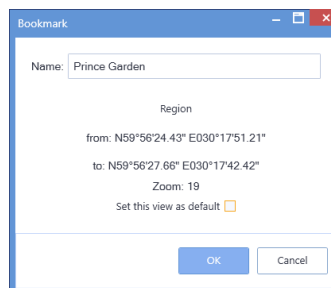 Bookmark
Name: Prince Garden
Region
from: N59°56'24.43" E030°17'51.21"
to: N59°56'27.66" E030°17'42.42"
Zoom: 19
Set this view as default
OK Cancel